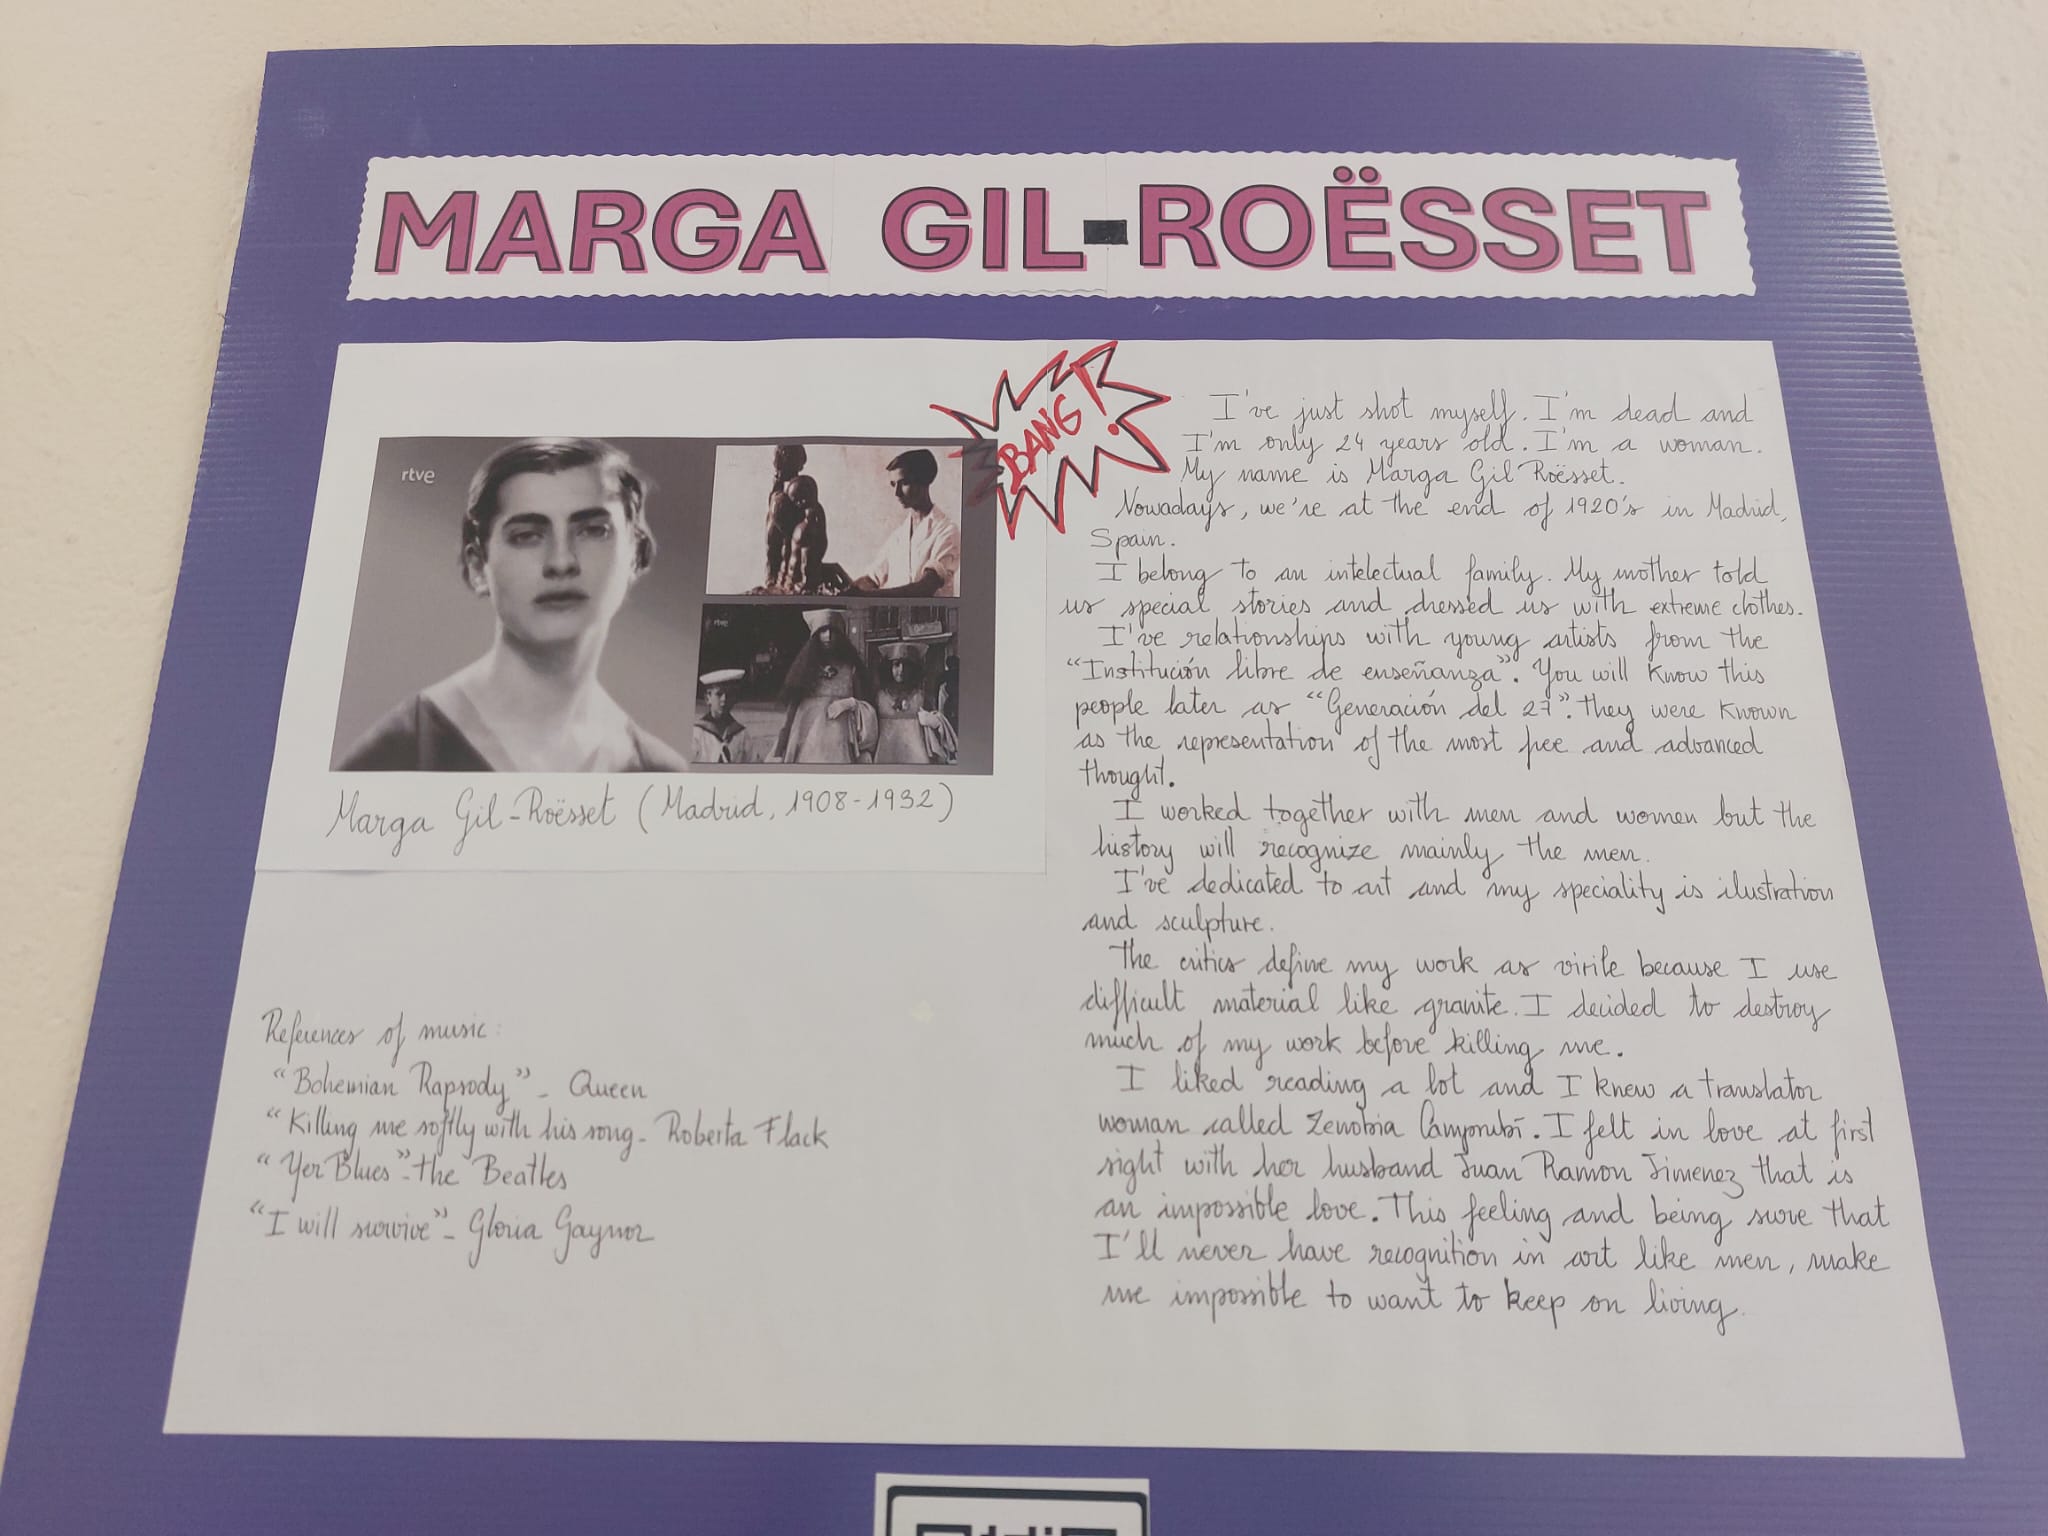 MARGA GIL-ROËSSET
rtve
rtve
BANG!
Marga Gil-Roësset (Madrid, 1908-1932)
References of music:
"Bohemian Rapsody" - Queen
"Killing me softly with his song - Roberta Flack
"Yer Blues" - the Beatles
"I will survive" - Gloria Gaynor
I've just shot myself. I'm dead and
I'm only 24 years old. I'm a woman.
My name is Marga Gil Roësset.
Nowadays, we're at the end of 1920's in Madrid,
Spain.
I belong to an intelectual family. My mother told
us special stories and dressed us with extreme clothes.
I've relationships with young artists from the
"Institución libre de enseñanza". You will know this
people later as "Generación del 27". They were known
as the representation of the most free and advanced
thought.
I worked together with men and women but the
history will recognize mainly the men.
I've dedicated to art and my speciality is ilustration
and sculpture.
The critics define my work as virile because I use
difficult material like granite. I decided to destroy
much of my work before killing me.
I liked reading a lot and I knew a translator
woman called Zenobia Camprubí. I felt in love at first
sight with her husband Juan Ramon Jimenez that is
an impossible love. This feeling and being sure that
I'll never have recognition in art like men, make
me impossible to want to keep on living.